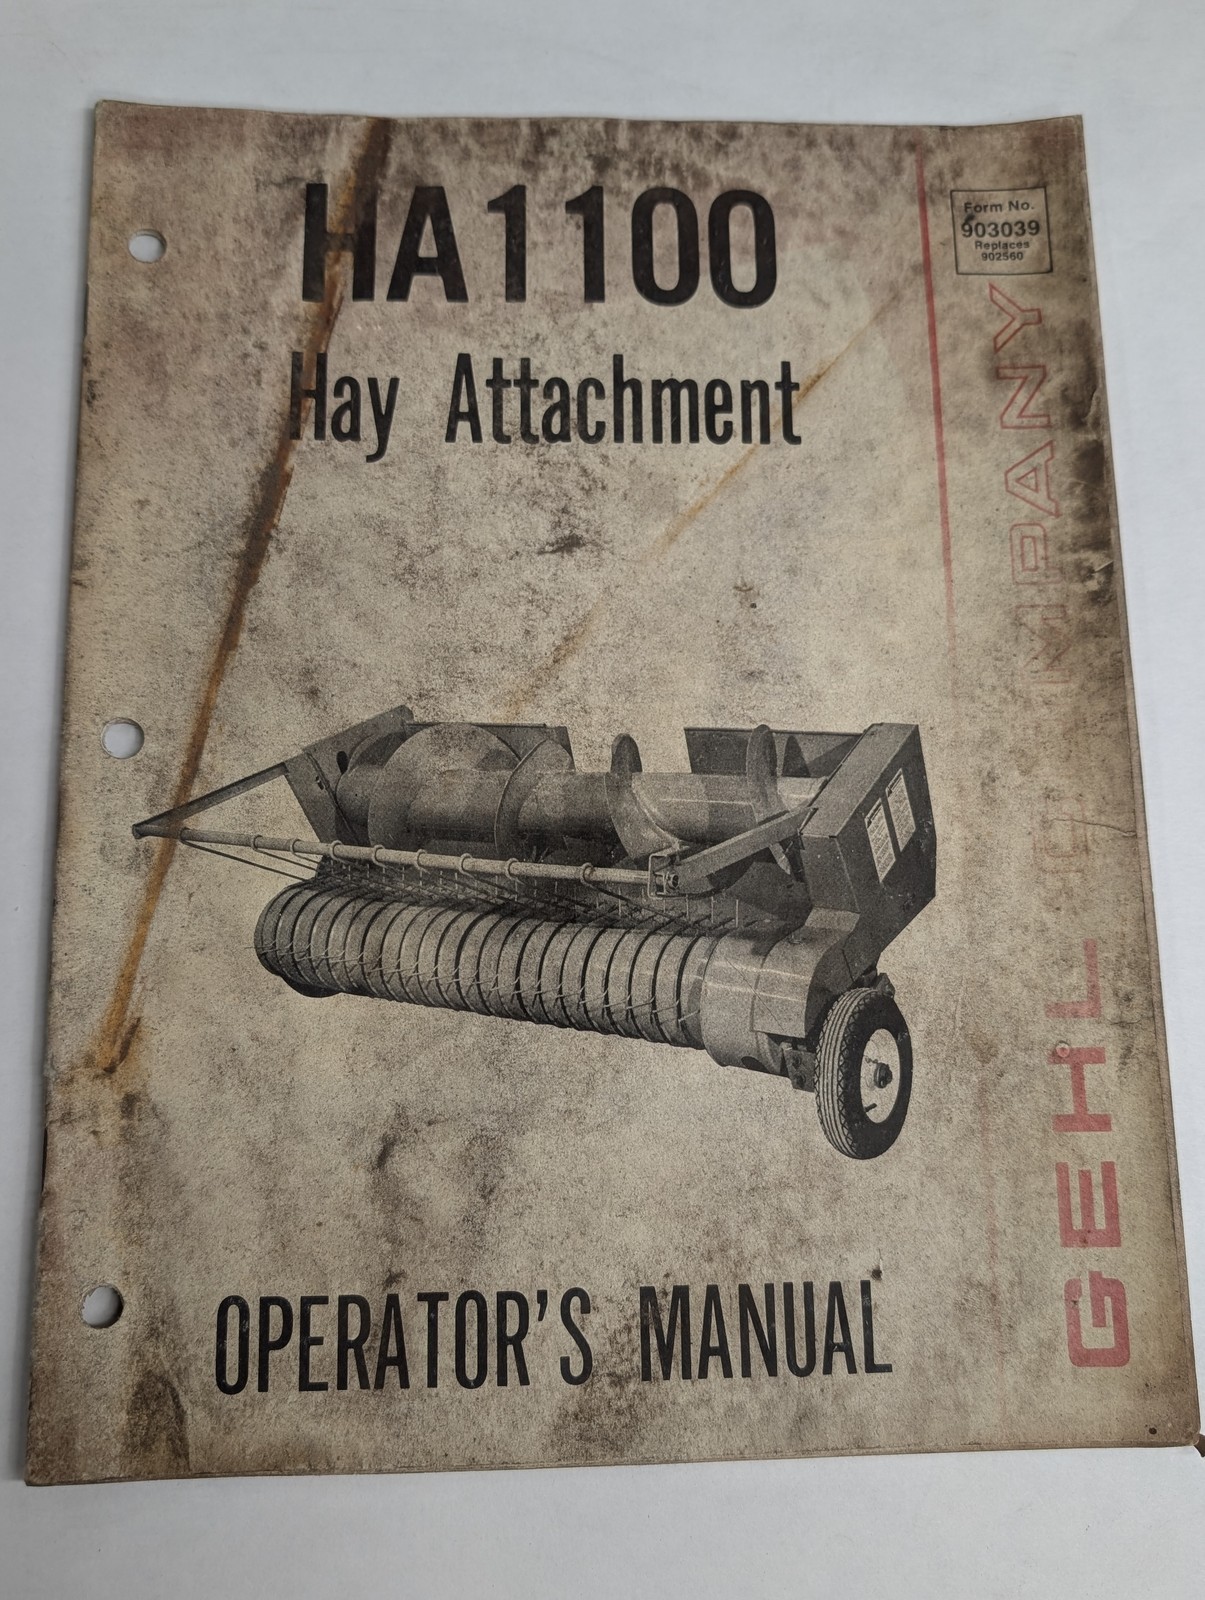 HA1100
Hay Attachment
Form No.
903039
Replaces
902560
GEHL COMPANY
OPERATOR'S MANUAL